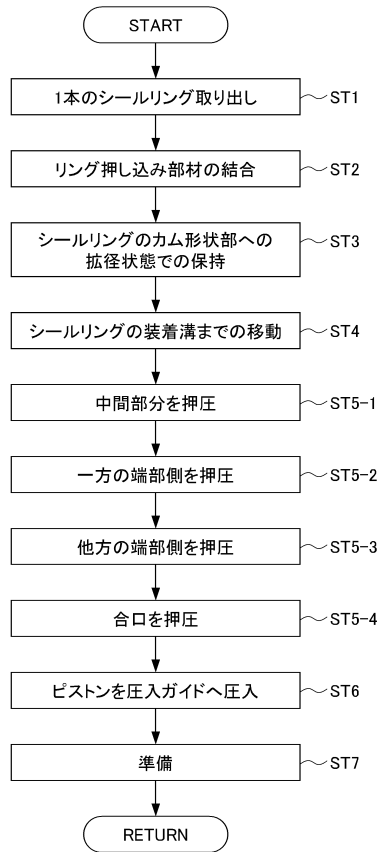 START
1本のシールリング取り出し ST1
リング押し込み部材の結合 ST2
シールリングのカム形状部への
拡径状態での保持 ST3
シールリングの装着溝までの移動 ST4
中間部分を押圧 ST5-1
一方の端部側を押圧 ST5-2
他方の端部側を押圧 ST5-3
合口を押圧 ST5-4
ピストンを圧入ガイドへ圧入 ST6
準備 ST7
RETURN